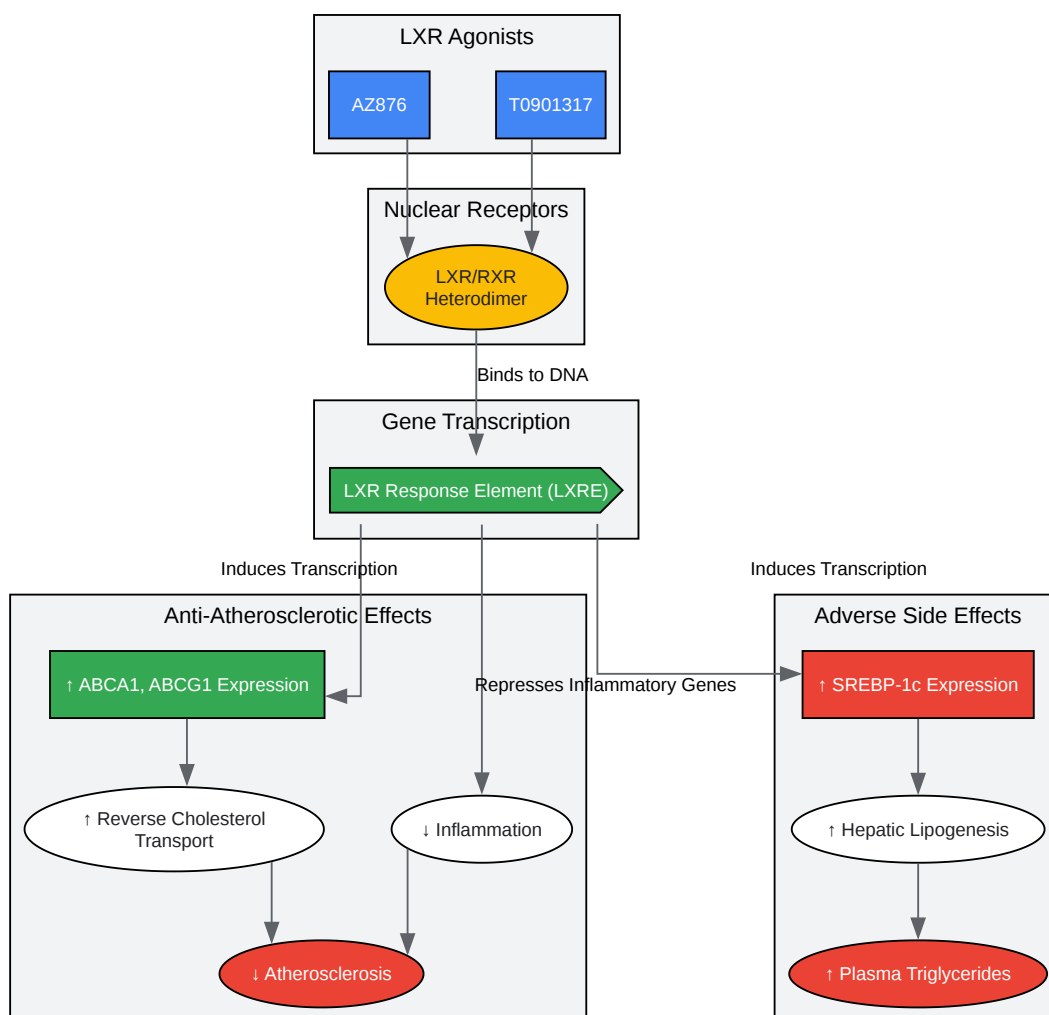 LXR Agonists
AZ876
T0901317
Nuclear Receptors
LXR/RXR
Heterodimer
Binds to DNA
Gene Transcription
LXR Response Element (LXRE)
Induces Transcription
Induces Transcription
Anti-Atherosclerotic Effects
Adverse Side Effects
↑ ABCA1, ABCG1 Expression
Represses Inflammatory Genes
↑ SREBP-1c Expression
↑ Reverse Cholesterol
Transport
↓ Inflammation
↑ Hepatic Lipogenesis
↓ Atherosclerosis
↑ Plasma Triglycerides